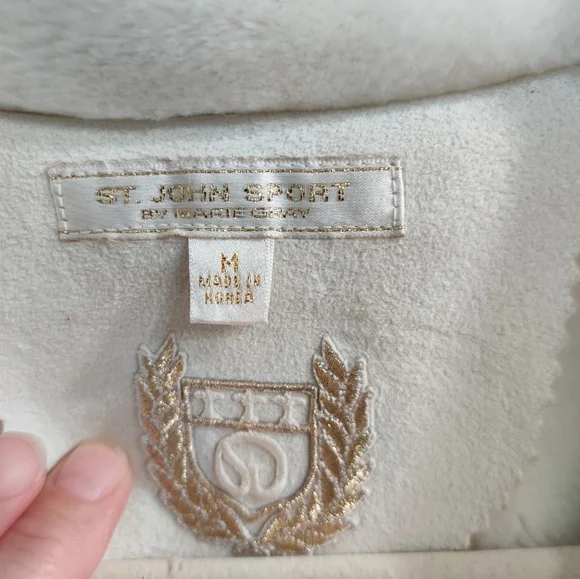 ST. JOHN SPORT
BY MARIE GRAY
M
MADE IN
KOREA